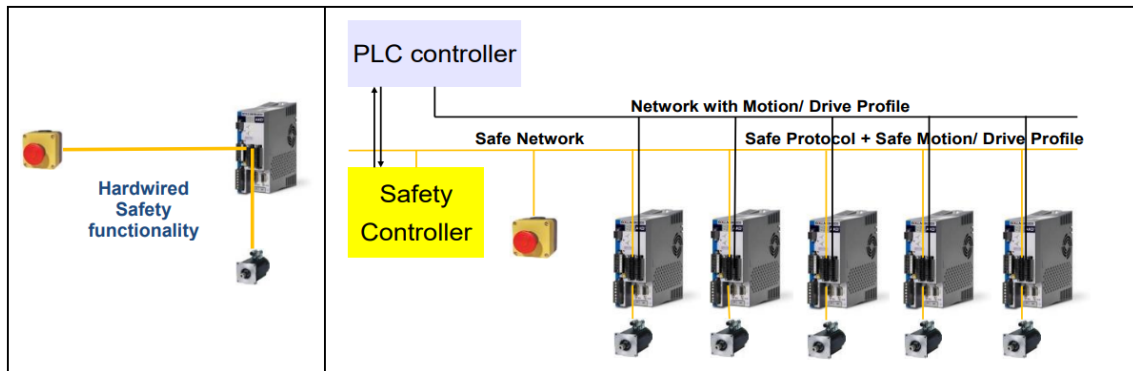 Hardwired
Safety
functionality
PLC controller
Network with Motion/ Drive Profile
Safe Network
Safe Protocol + Safe Motion/ Drive Profile
Safety
Controller